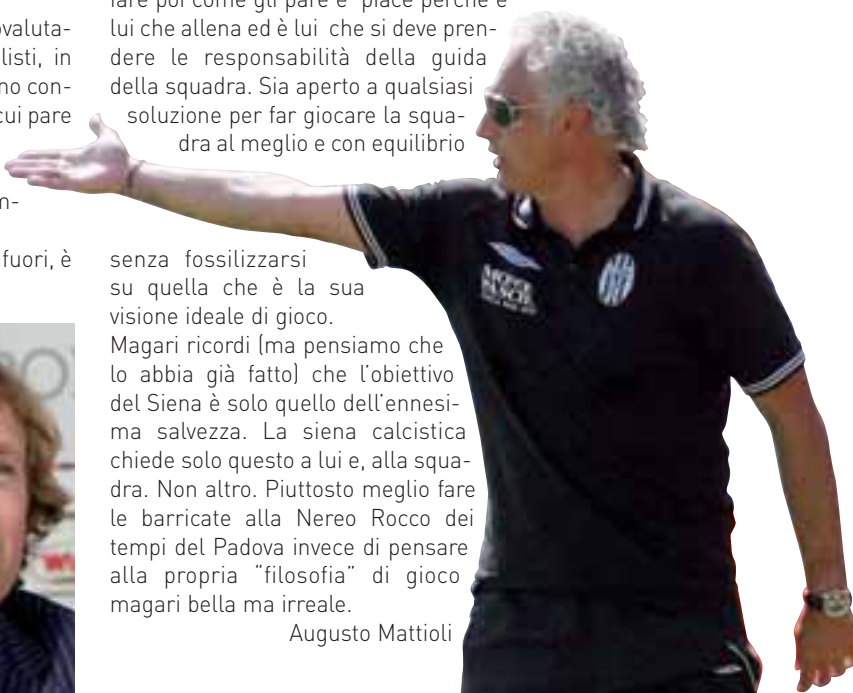 ovaluta-
listi, in
no con-
cui pare
m-
fuori, è
fare poi come gli pare e piace perché è
lui che allena ed è lui che si deve pren-
dere le responsabilità della guida
della squadra. Sia aperto a qualsiasi
soluzione per far giocare la squa-
dra al meglio e con equilibrio
senza fossilizzarsi
su quella che è la sua
visione ideale di gioco.
Magari ricordi (ma pensiamo che
lo abbia già fatto) che l'obiettivo
del Siena è solo quello dell'ennesi-
ma salvezza. La siena calcistica
chiede solo questo a lui e, alla squa-
dra. Non altro. Piuttosto meglio fare
le barricate alla Nereo Rocco dei
tempi del Padova invece di pensare
alla propria "filosofia" di gioco
magari bella ma irreale.
Augusto Mattioli